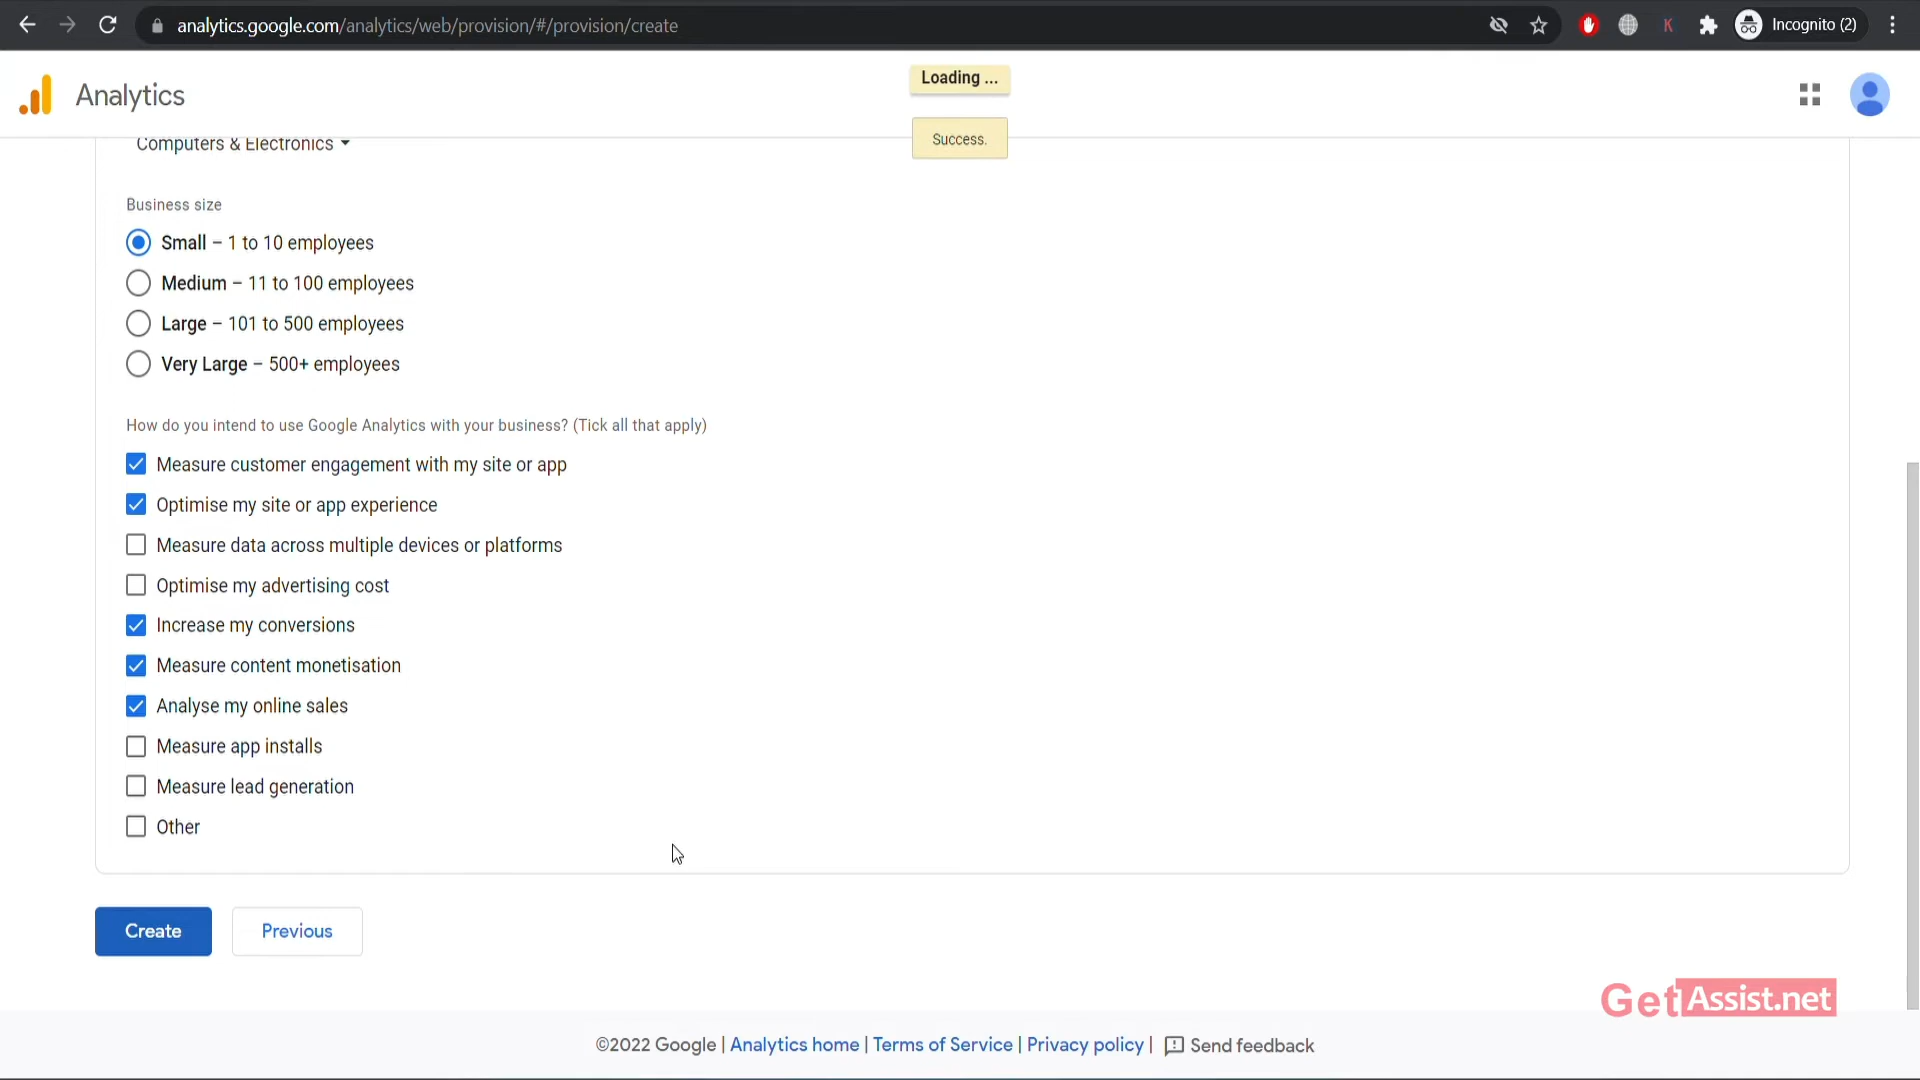 analytics.google.com/analytics/web/provision/#/provision/create
K
Incognito (2)
Analytics
Loading ...
Success.
Computers & Electronics
Business size
Small – 1 to 10 employees
Medium – 11 to 100 employees
Large – 101 to 500 employees
Very Large – 500+ employees
How do you intend to use Google Analytics with your business? (Tick all that apply)
Measure customer engagement with my site or app
Optimise my site or app experience
Measure data across multiple devices or platforms
Optimise my advertising cost
Increase my conversions
Measure content monetisation
Analyse my online sales
Measure app installs
Measure lead generation
Other
Create
Previous
GetAssist.net
©2022 Google | Analytics home | Terms of Service | Privacy policy | Send feedback